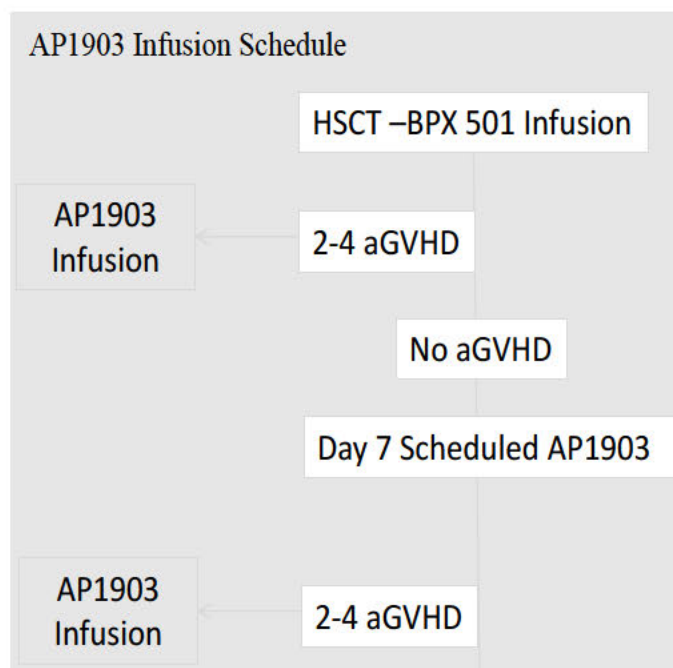 AP1903 Infusion Schedule
HSCT –BPX 501 Infusion
AP1903
Infusion
2-4 aGVHD
No aGVHD
Day 7 Scheduled AP1903
AP1903
Infusion
2-4 aGVHD